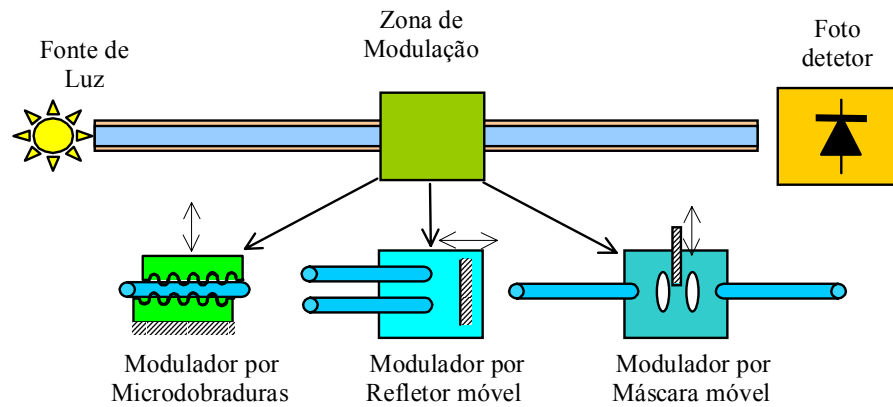 Fonte de
Luz
Zona de
Modulação
Foto
detetor
Modulador por
Microdobraduras
Modulador por
Refletor móvel
Modulador por
Máscara móvel